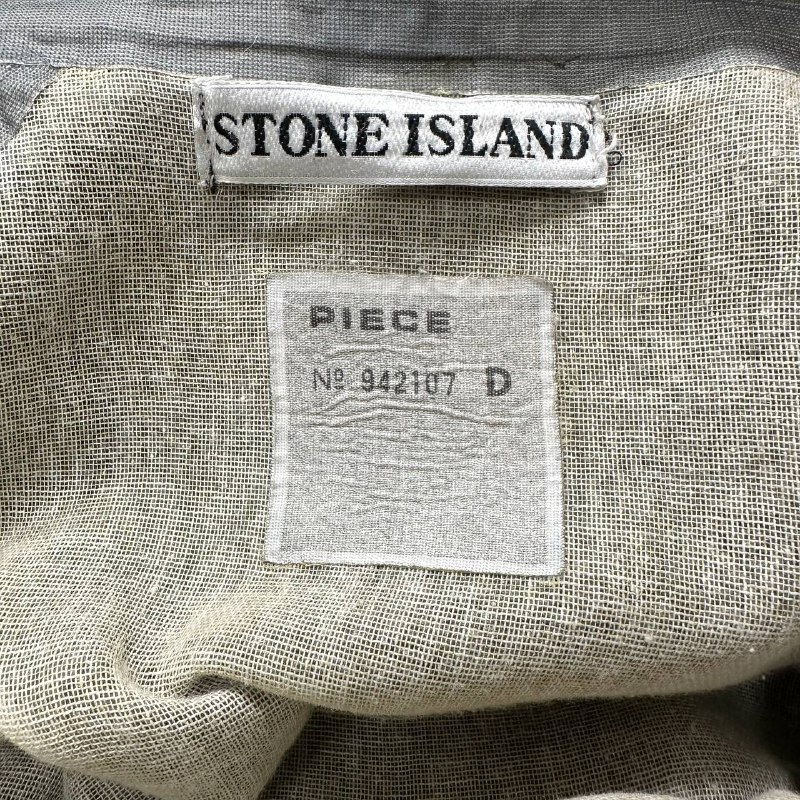 STONE ISLAND
PIECE
Nº 942107 D